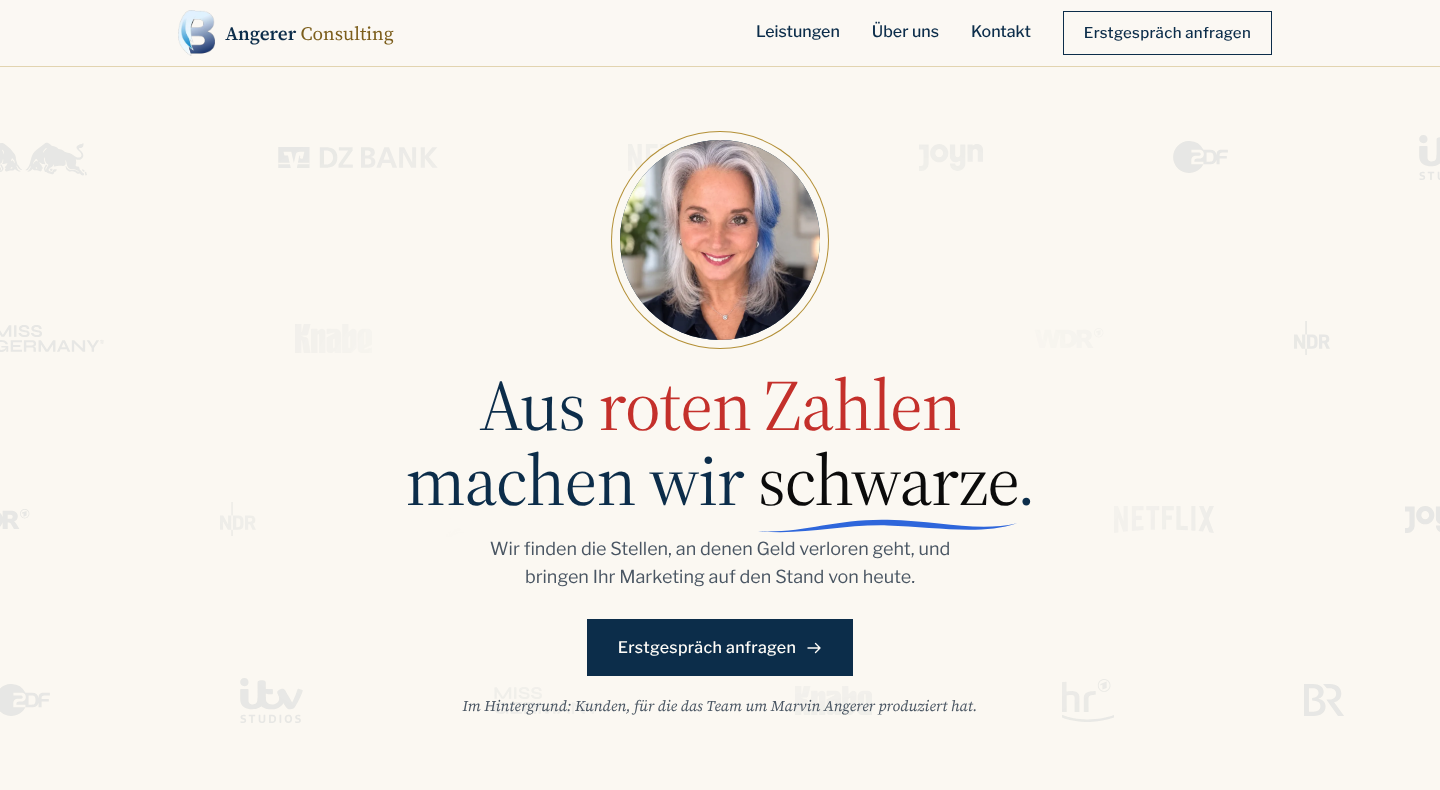 Angerer Consulting
Leistungen
Über uns
Kontakt
Erstgespräch anfragen
DZ BANK
joyn
ZDF
MISS
GERMANY
Knabe
WDR
NDR
Aus roten Zahlen
machen wir schwarze.
NDR
NETFLIX
Wir finden die Stellen, an denen Geld verloren geht, und
bringen Ihr Marketing auf den Stand von heute.
Erstgespräch anfragen →
ZDF
itv
STUDIOS
MISS
Knabe
hr
BR
Im Hintergrund: Kunden, für die das Team um Marvin Angerer produziert hat.